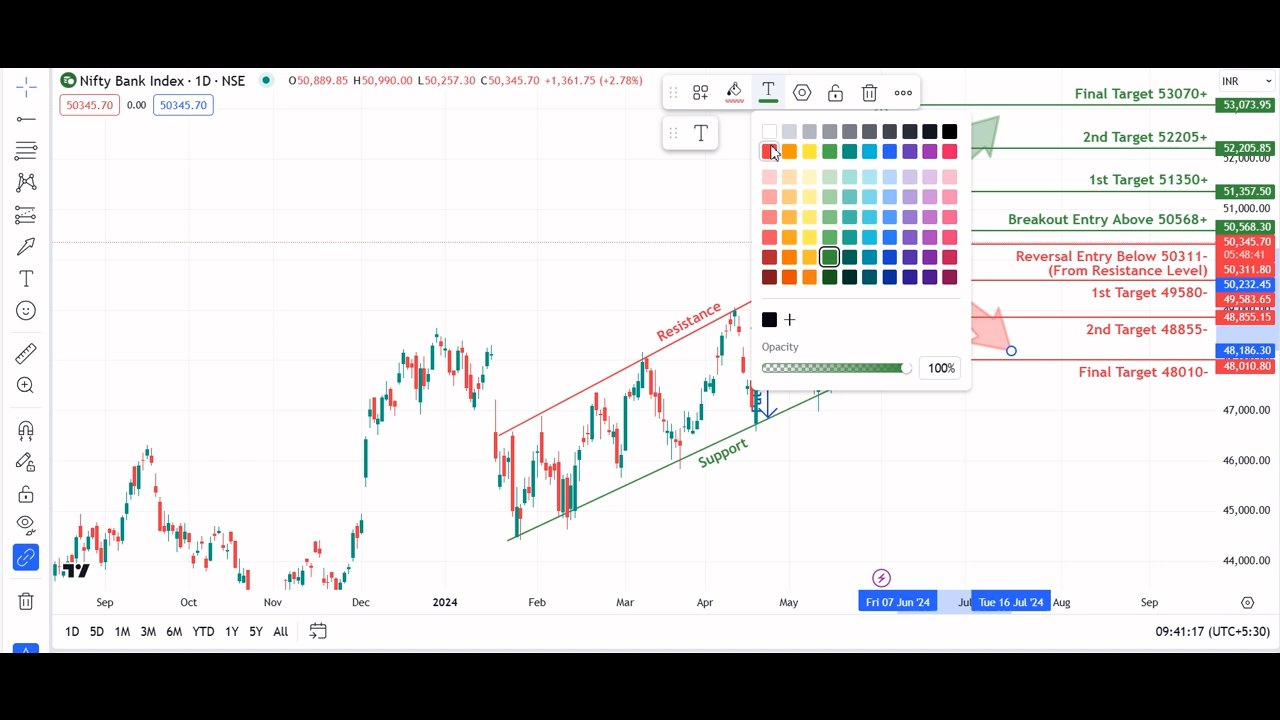 Nifty Bank Index · 1D · NSE
O50,889.85 H50,990.00 L50,257.30 C50,345.70 +1,361.75 (+2.78%)
INR
50345.70
0.00
50345.70
T
T
T
Final Target 53070+
53,073.95
2nd Target 52205+
52,205.85
52,000.00
1st Target 51350+
51,357.50
51,000.00
Breakout Entry Above 50568+
50,568.30
50,345.70
05:48:41
Reversal Entry Below 50311-
(From Resistance Level)
50,311.80
50,232.45
1st Target 49580-
49,583.65
48,855.15
2nd Target 48855-
48,186.30
Final Target 48010-
48,010.80
Opacity
100%
Resistance
Support
47,000.00
46,000.00
45,000.00
44,000.00
Sep
Oct
Nov
Dec
2024
Feb
Mar
Apr
May
Fri 07 Jun '24
Jul
Tue 16 Jul '24
Aug
Sep
1D 5D 1M 3M 6M YTD 1Y 5Y All
09:41:17 (UTC+5:30)